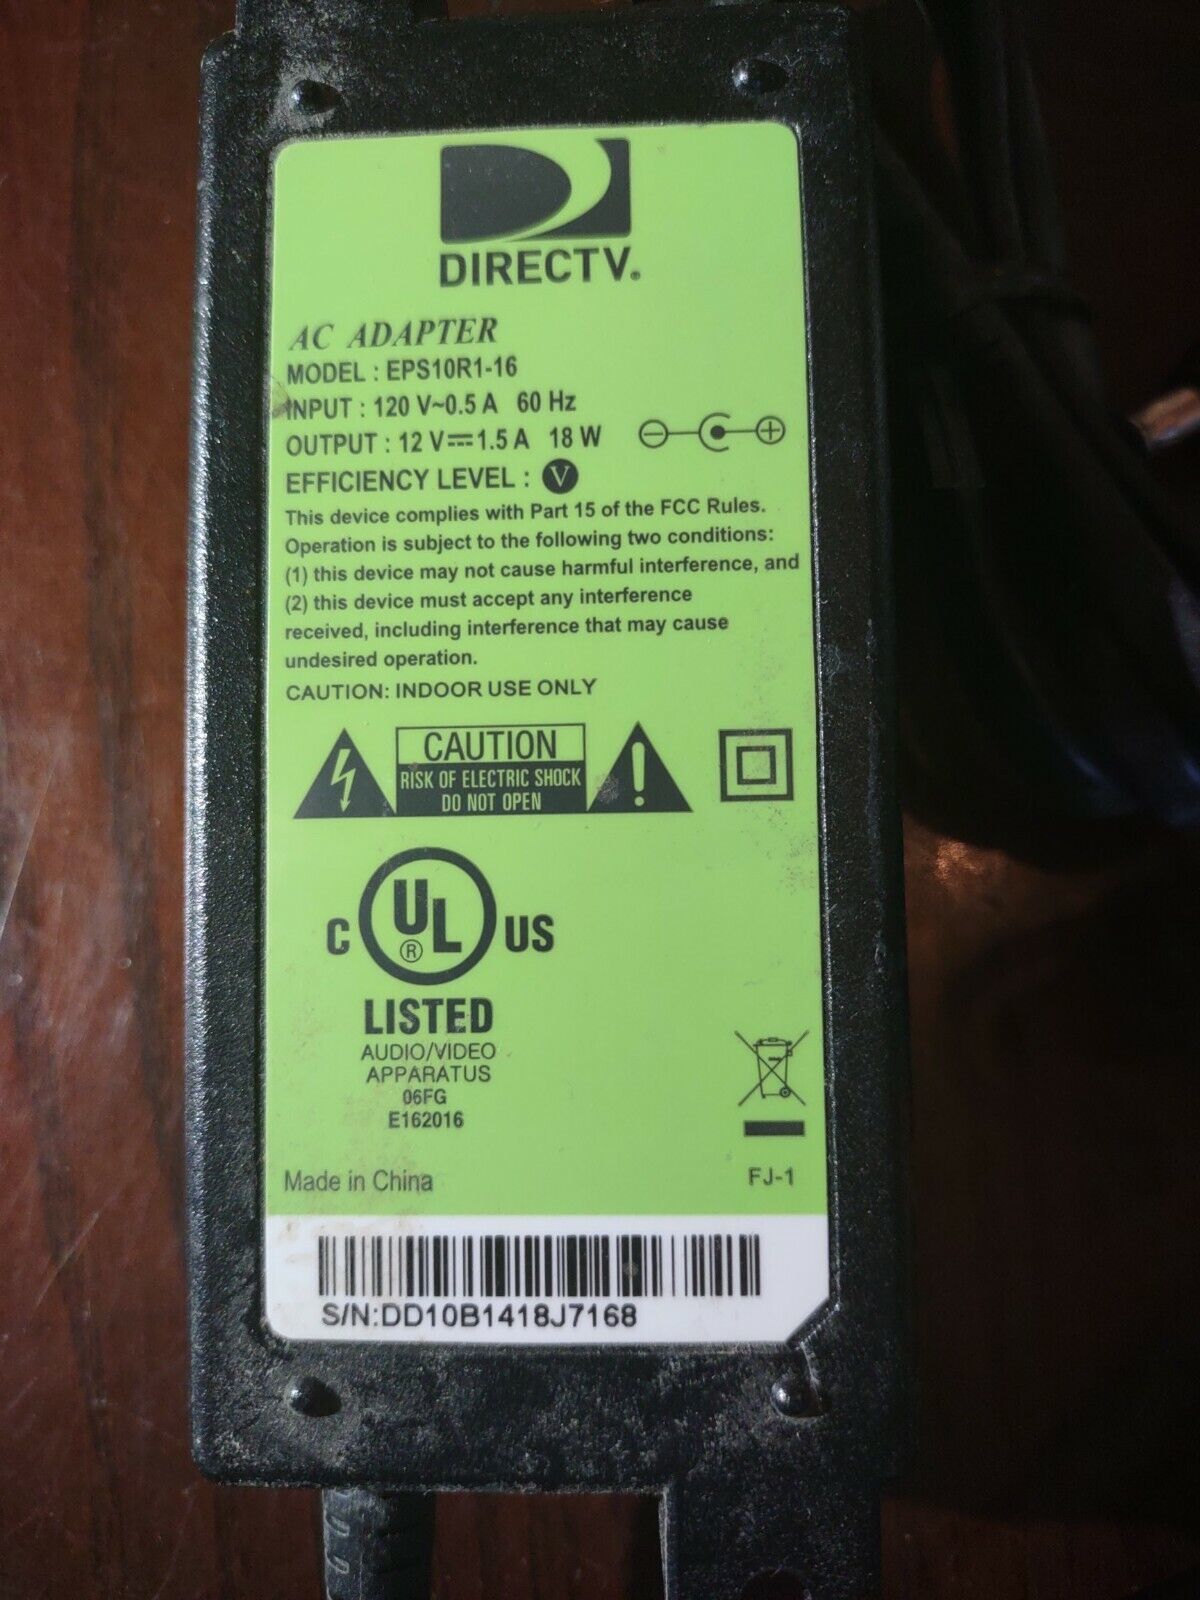 DIRECTV®
AC ADAPTER
MODEL : EPS10R1-16
INPUT : 120 V~0.5 A 60 Hz
OUTPUT : 12 V⎓1.5 A 18 W
EFFICIENCY LEVEL : V
This device complies with Part 15 of the FCC Rules.
Operation is subject to the following two conditions:
(1) this device may not cause harmful interference, and
(2) this device must accept any interference
received, including interference that may cause
undesired operation.
CAUTION: INDOOR USE ONLY
CAUTION
RISK OF ELECTRIC SHOCK
DO NOT OPEN
C UL® US
LISTED
AUDIO/VIDEO
APPARATUS
06FG
E162016
Made in China
FJ-1
S/N:DD10B1418J7168